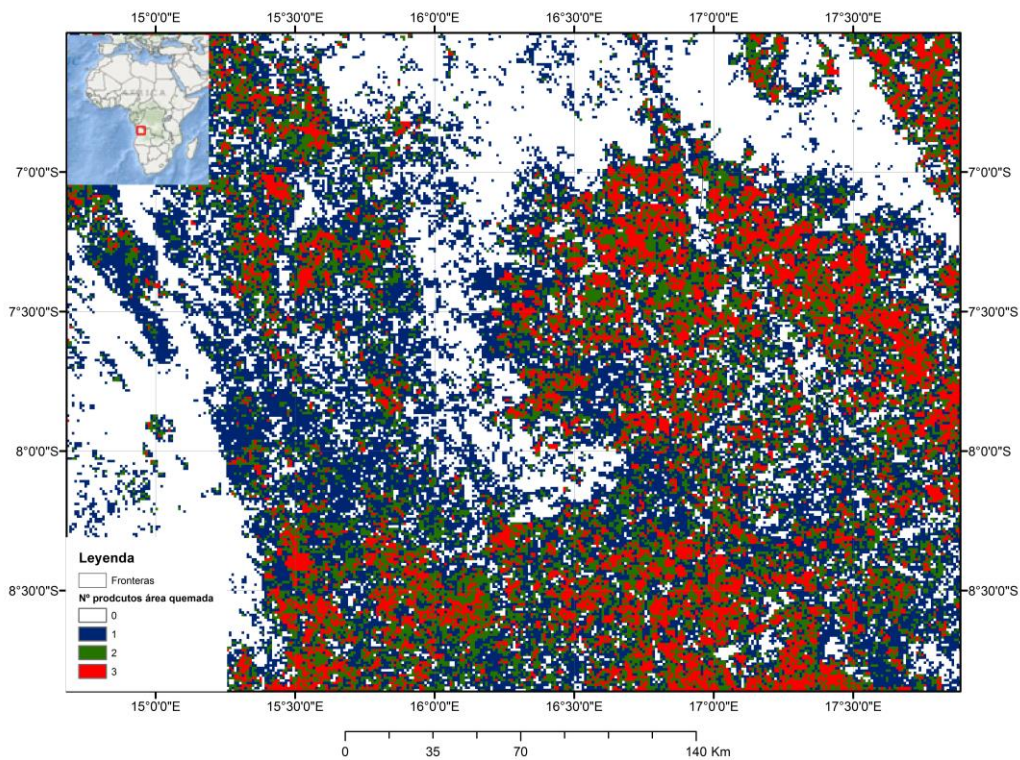 15°0'0"E 15°30'0"E 16°0'0"E 16°30'0"E 17°0'0"E 17°30'0"E
AFRICA
7°0'0"S 7°0'0"S
7°30'0"S 7°30'0"S
8°0'0"S 8°0'0"S
Leyenda
Fronteras
8°30'0"S 8°30'0"S
Nº prodcutos área quemada
0
1
2
3
15°0'0"E 15°30'0"E 16°0'0"E 16°30'0"E 17°0'0"E 17°30'0"E
0 35 70 140 Km